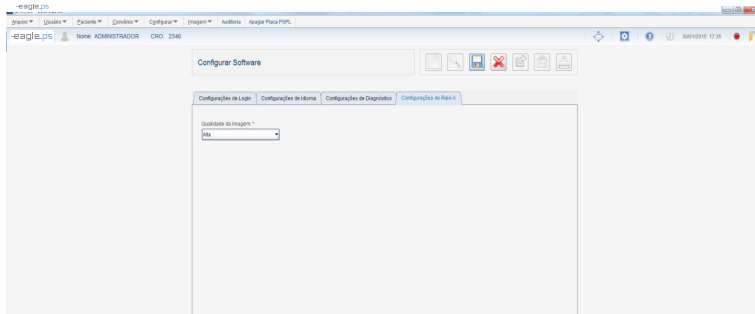 -eagle.ps
Arquivo Usuário Paciente Convênio Configurar Imagem Auditoria Apagar Placa PSPL
-eagle.ps Nome: ADMINISTRADOR CRO: 2346 30/01/2015 17:35
Configurar Software
Configurações de Login Configurações de Idioma Configurações de Diagnóstico Configurações de Raio-X
Qualidade da Imagem: *
Alta